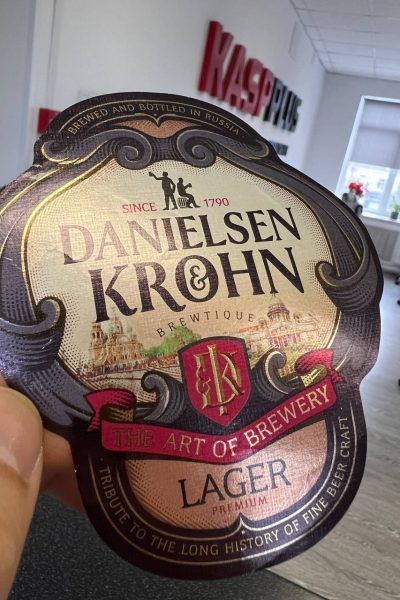 KASPPLUS
BREWED AND BOTTLED IN RUSSIA
SINCE 1790
DANIELSEN
&
KROHN
BREWTIQUE
D&K
THE ART OF BREWERY
LAGER
PREMIUM
TRIBUTE TO THE LONG HISTORY OF FINE BEER CRAFT